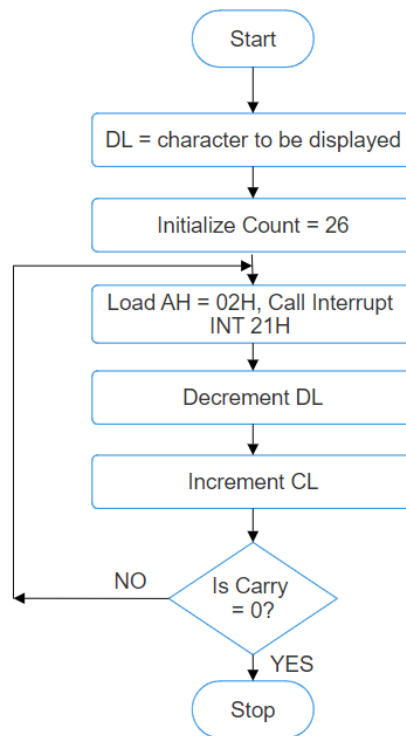 Start
DL = character to be displayed
Initialize Count = 26
Load AH = 02H, Call Interrupt
INT 21H
Decrement DL
Increment CL
NO
Is Carry
= 0?
YES
Stop